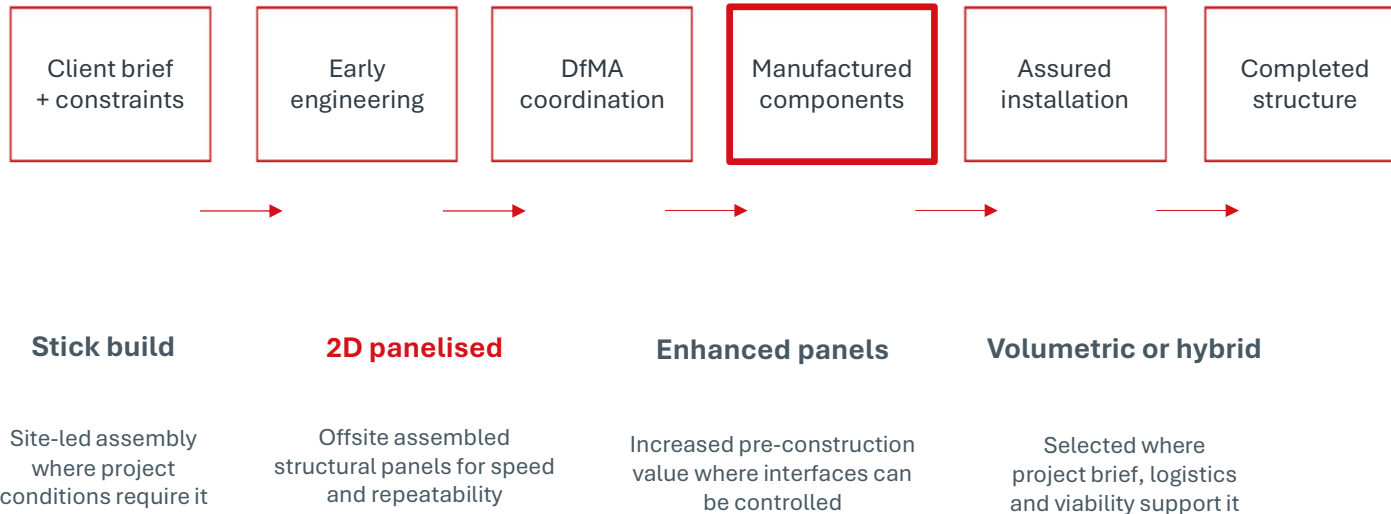 Client brief
+ constraints
Early
engineering
DfMA
coordination
Manufactured
components
Assured
installation
Completed
structure
Stick build
2D panelised
Enhanced panels
Volumetric or hybrid
Site-led assembly
where project
conditions require it
Offsite assembled
structural panels for speed
and repeatability
Increased pre-construction
value where interfaces can
be controlled
Selected where
project brief, logistics
and viability support it